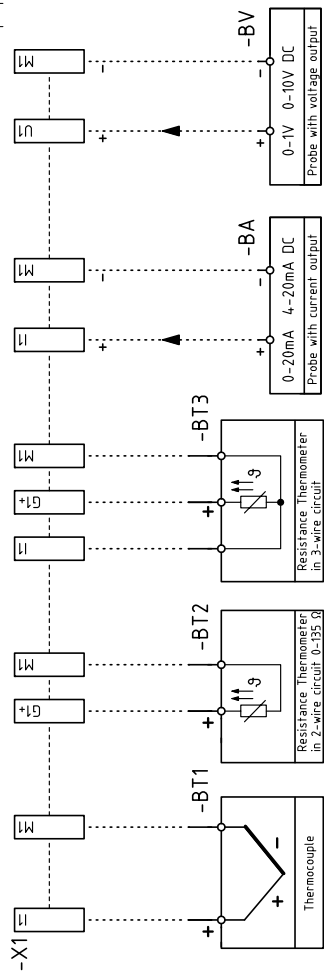 -X1
I1
M1
G1+
M1
I1
G1+
M1
I1
M1
U1
M1
+
-
+
-
-BT1
+
+
-
Thermocouple
-BT2
+
ϑ
Resistance Thermometer
in 2-wire circuit 0-135 Ω
-BT3
+
ϑ
Resistance Thermometer
in 3-wire circuit
-BA
+
-
0-20mA 4-20mA DC
Probe with current output
-BV
+
-
0-1V 0-10V DC
Probe with voltage output